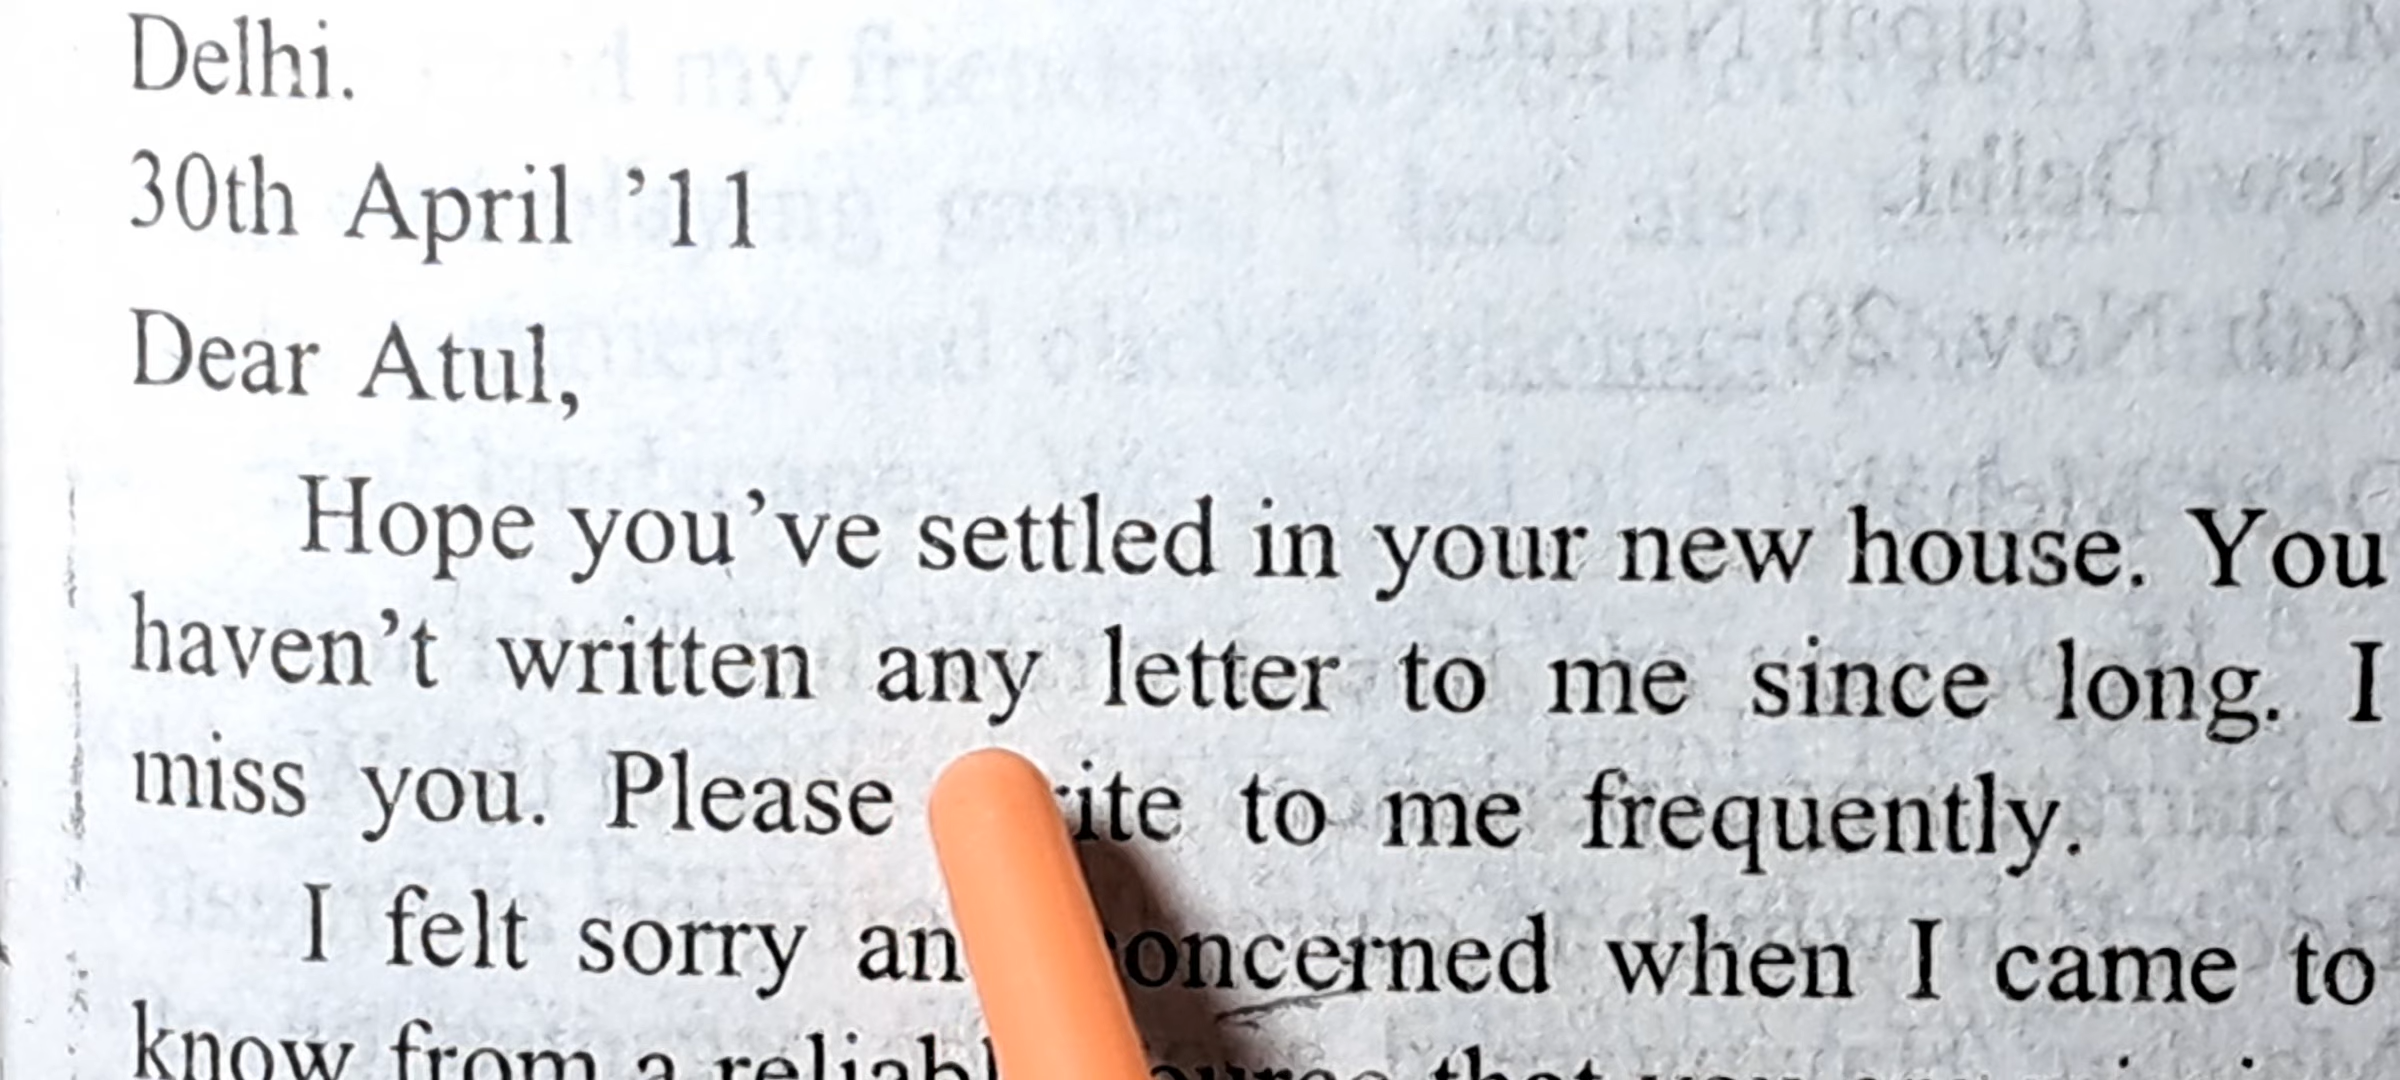 Delhi.
30th April ’11
Dear Atul,
Hope you’ve settled in your new house. You
haven’t written any letter to me since long. I
miss you. Please to me frequently.
I felt sorry when I came to
know from a